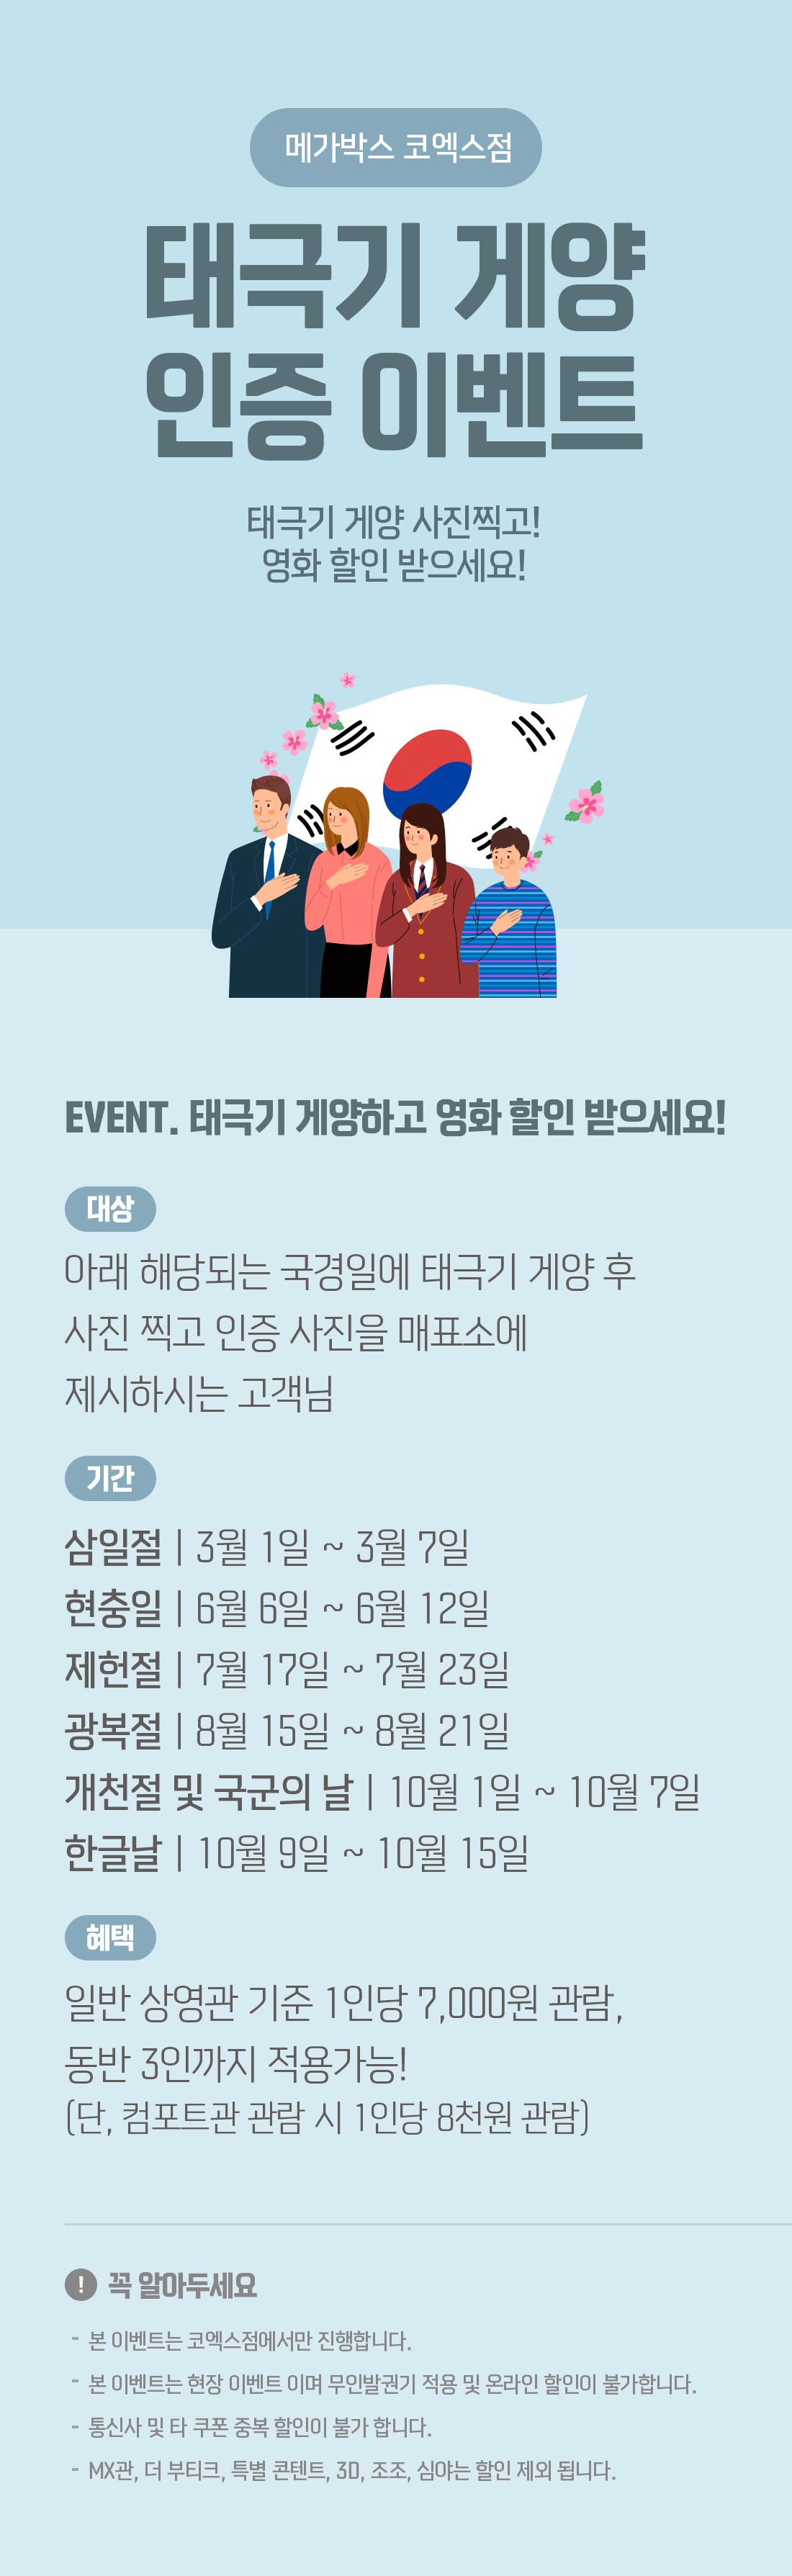 메가박스 코엑스점
태극기 게양
인증 이벤트
태극기 게양 사진찍고!
영화 할인 받으세요!
EVENT. 태극기 게양하고 영화 할인 받으세요!
대상
아래 해당되는 국경일에 태극기 게양 후
사진 찍고 인증 사진을 매표소에
제시하시는 고객님
기간
삼일절 | 3월 1일 ~ 3월 7일
현충일 | 6월 6일 ~ 6월 12일
제헌절 | 7월 17일 ~ 7월 23일
광복절 | 8월 15일 ~ 8월 21일
개천절 및 국군의 날 | 10월 1일 ~ 10월 7일
한글날 | 10월 9일 ~ 10월 15일
혜택
일반 상영관 기준 1인당 7,000원 관람,
동반 3인까지 적용가능!
(단, 컴포트관 관람 시 1인당 8천원 관람)
! 꼭 알아두세요
- 본 이벤트는 코엑스점에서만 진행합니다.
- 본 이벤트는 현장 이벤트 이며 무인발권기 적용 및 온라인 할인이 불가합니다.
- 통신사 및 타 쿠폰 중복 할인이 불가 합니다.
- MX관, 더 부티크, 특별 콘텐트, 3D, 조조, 심야는 할인 제외 됩니다.